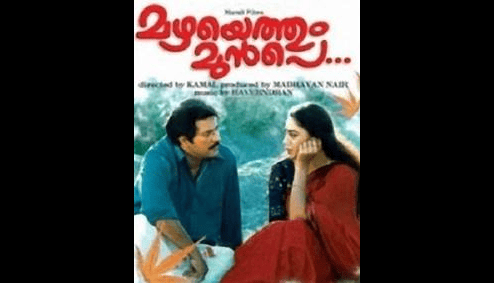 Murali Films
മഴയെത്തും
മുൻപെ...
directed by KAMAL produced by MADHAVAN NAIR
music by RAVEENDRAN